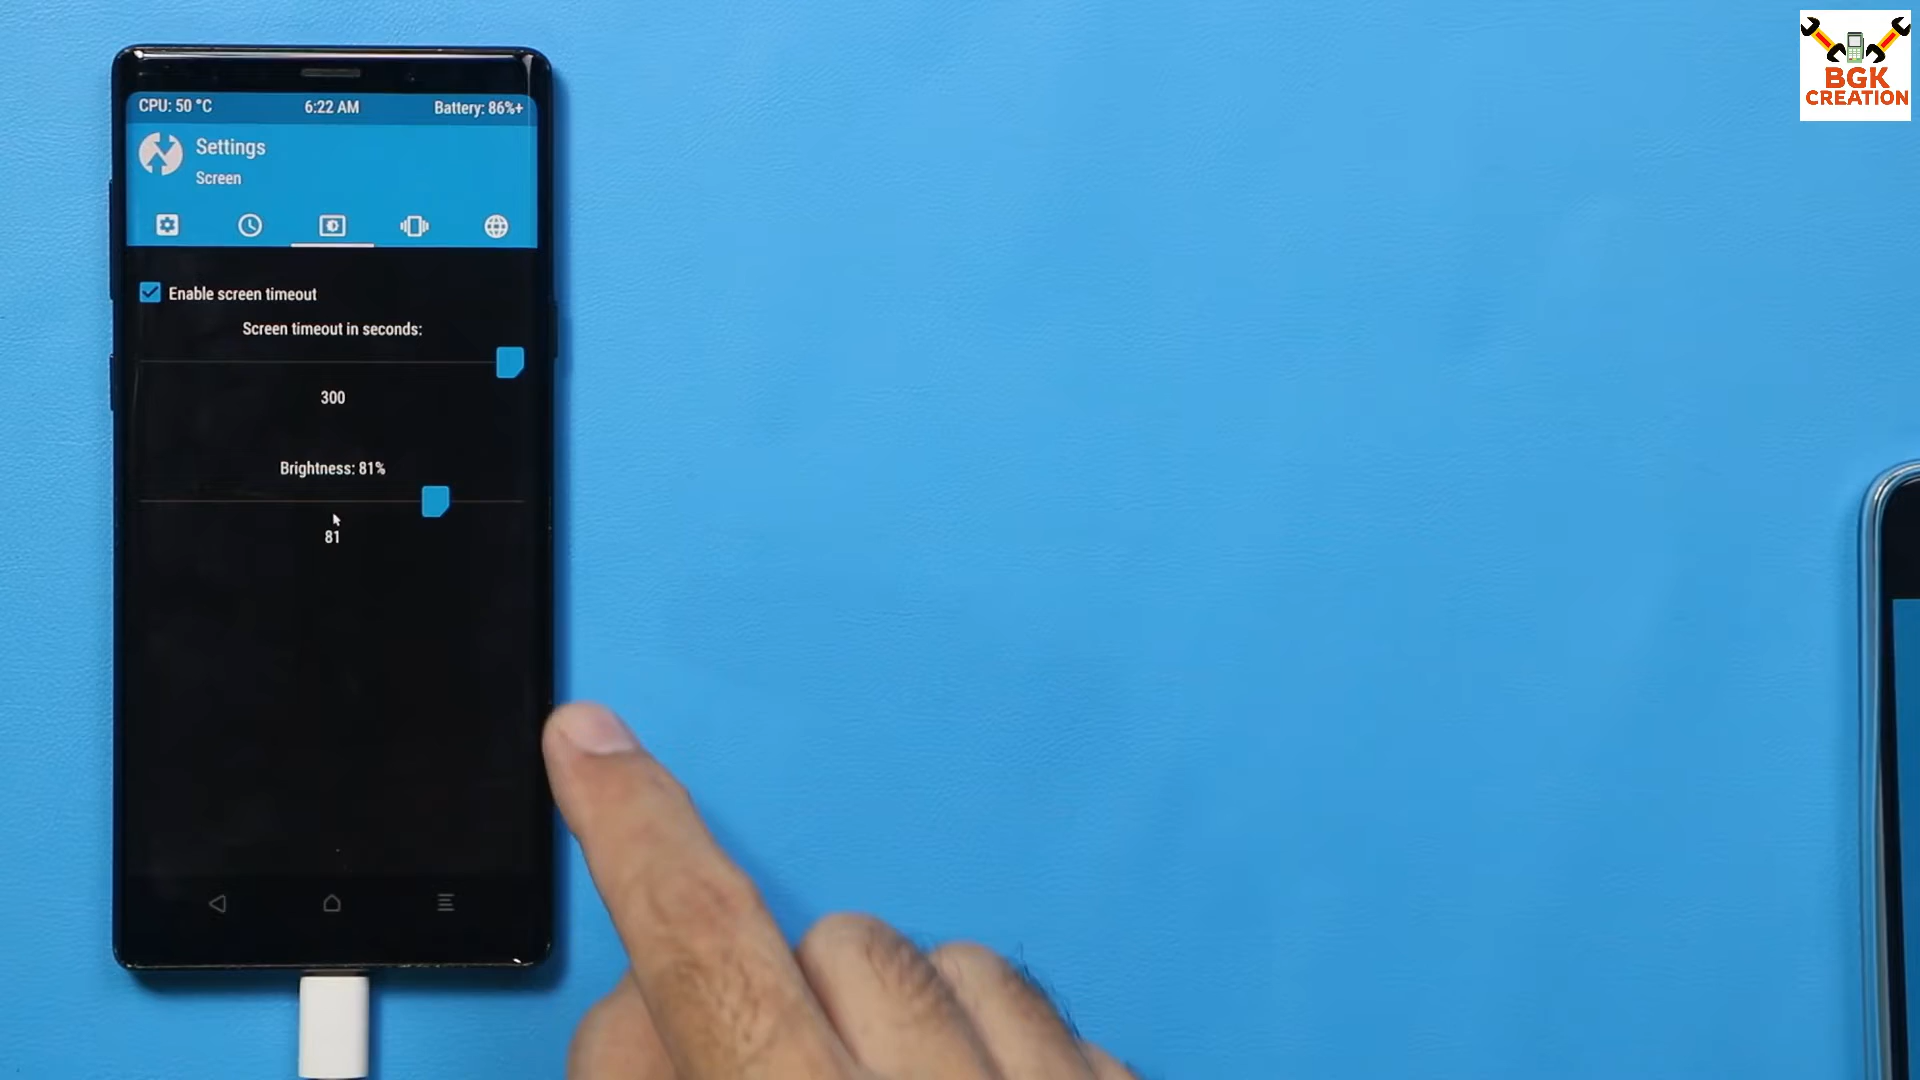 BGK
CREATION
CPU: 50 °C
6:22 AM
Battery: 86%+
Settings
Screen
Enable screen timeout
Screen timeout in seconds:
300
Brightness: 81%
81